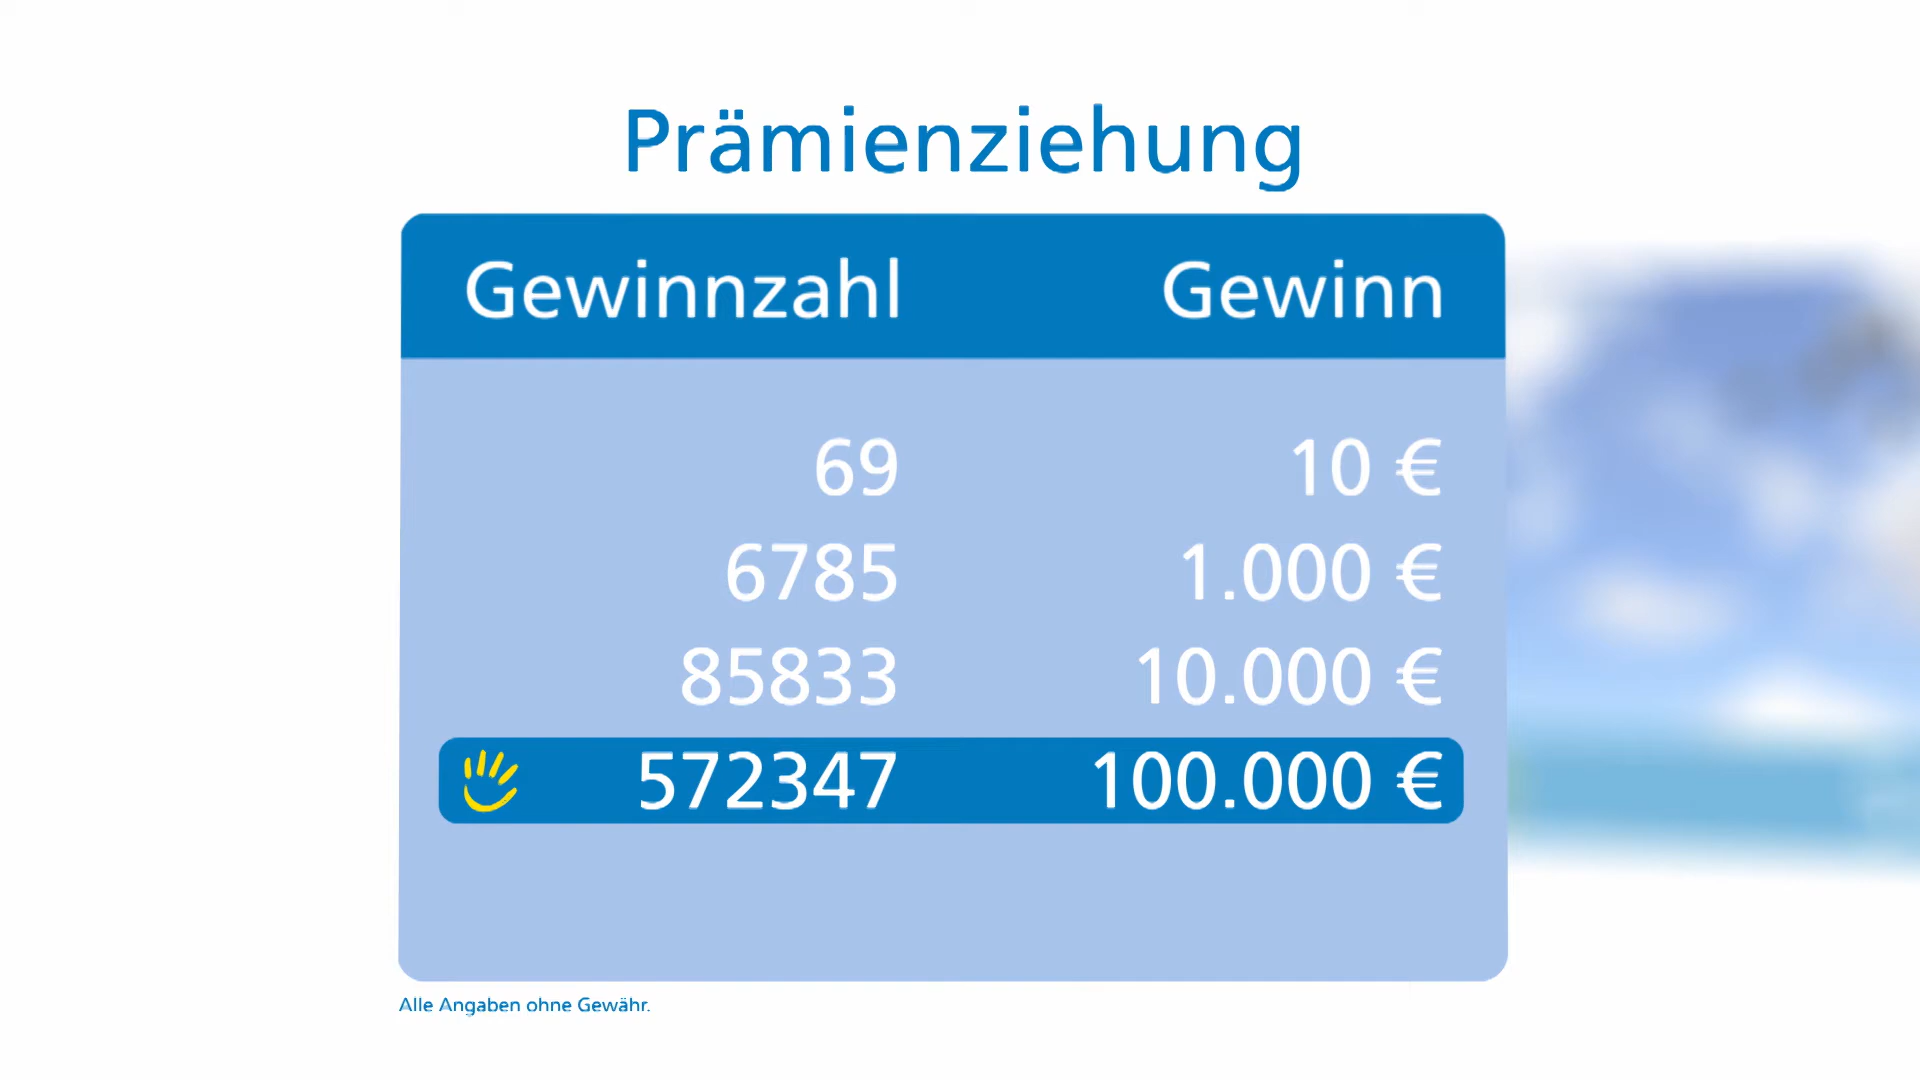 Prämienziehung
Gewinnzahl Gewinn
69 10 €
6785 1.000 €
85833 10.000 €
572347 100.000 €
Alle Angaben ohne Gewähr.